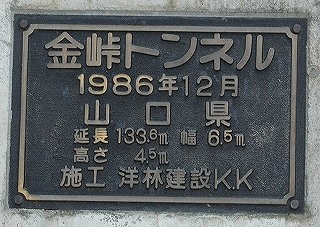 金峠トンネル
1986年12月
山口県
延長 133.6m 幅 6.5m
高さ 4.5m
施工 洋林建設K.K